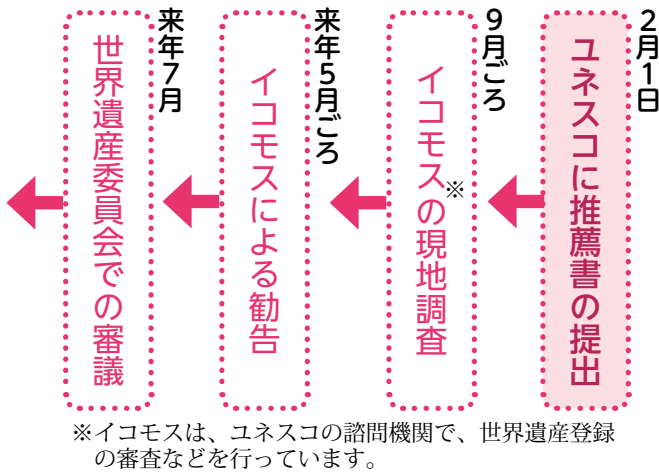 2月1日
ユネスコに推薦書の提出
9月ごろ
イコモスの現地調査※
来年5月ごろ
イコモスによる勧告
来年7月
世界遺産委員会での審議
※イコモスは、ユネスコの諮問機関で、世界遺産登録
の審査などを行っています。